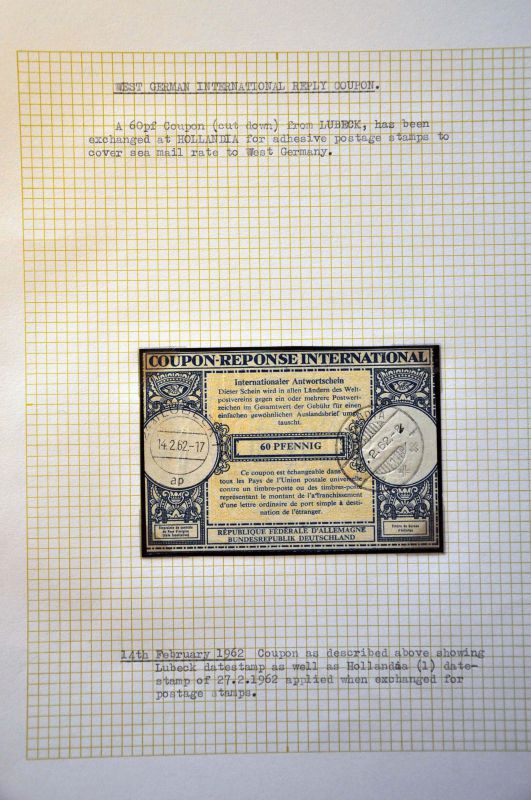 WEST GERMAN INTERNATIONAL REPLY COUPON.
A 60pf Coupon (cut down) from LUBECK, has been
exchanged at HOLLANDIA for adhesive postage stamps to
cover sea mail rate to West Germany.
COUPON-REPONSE INTERNATIONAL
Internationaler Antwortschein
Dieser Schein wird in allen Ländern des Welt-
postvereins gegen ein oder mehrere Postwert-
zeichen im Gesamtwert der Gebühr für einen
einfachen gewöhnlichen Auslandsbrief umge-
tauscht.
14.2.62.-17
ap
60 PFENNIG
2.62.-2
Ce coupon est échangeable dans
tous les Pays de l'Union postale universelle
contre un timbre-poste ou des timbres-poste
représentant le montant de l'affranchissement
d'une lettre ordinaire de port simple à desti-
nation de l'étranger.
RÉPUBLIQUE FÉDÉRALE D'ALLEMAGNE
BUNDESREPUBLIK DEUTSCHLAND
Timbre du Bureau
d'échange
14th February 1962 Coupon as described above showing
Lubeck datestamp as well as Hollandia (1) date-
stamp of 27.2.1962 applied when exchanged for
postage stamps.